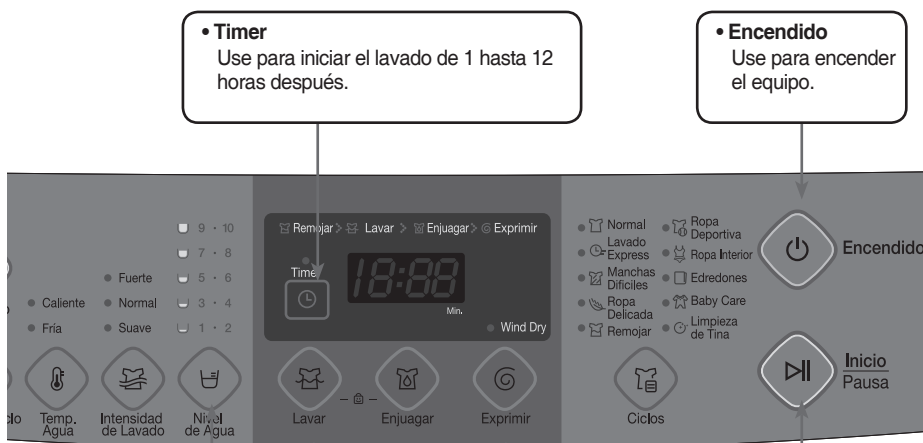 • Timer
Use para iniciar el lavado de 1 hasta 12
horas después.
• Encendido
Use para encender
el equipo.
9 · 10
7 · 8
5 · 6
3 · 4
1 · 2
Fuerte
Normal
Suave
Caliente
Fría
Temp.
Agua
Intensidad
de Lavado
Nivel
de Agua
Remojar > Lavar > Enjuagar > Exprimir
Timer
18:88
Min.
Wind Dry
Lavar
Enjuagar
Exprimir
Normal
Lavado
Express
Manchas
Dificiles
Ropa
Delicada
Remojar
Ropa
Deportiva
Ropa Interior
Edredones
Baby Care
Limpieza
de Tina
Ciclos
Encendido
Inicio
Pausa